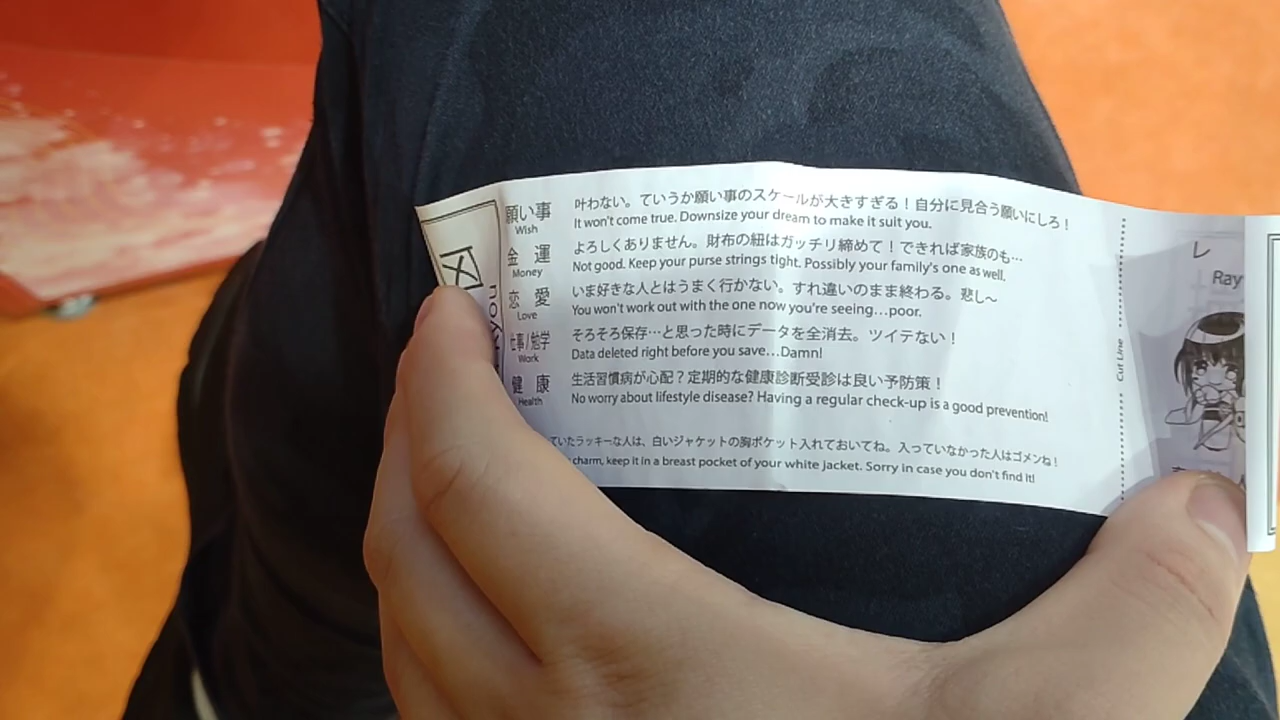 凶
願い事
Wish
叶わない。ていうか願い事のスケールが大きすぎる！自分に見合う願いにしろ！
It won't come true. Downsize your dream to make it suit you.
金 運
Money
よろしくありません。財布の紐はガッチリ締めて！できれば家族のも…
Not good. Keep your purse strings tight. Possibly your family's one as well.
恋 愛
Love
いま好きな人とはうまく行かない。すれ違いのまま終わる。悲し～
You won't work out with the one now you're seeing…poor.
仕事/勉学
Work
そろそろ保存…と思った時にデータを全消去。ツイテない！
Data deleted right before you save…Damn!
健 康
Health
生活習慣病が心配？定期的な健康診断受診は良い予防策！
No worry about lifestyle disease? Having a regular check-up is a good prevention!
ていたラッキーな人は、白いジャケットの胸ポケット入れておいてね。入っていなかった人はゴメンね！
charm, keep it in a breast pocket of your white jacket. Sorry in case you don't find it!
Cut Line
レ
Ray